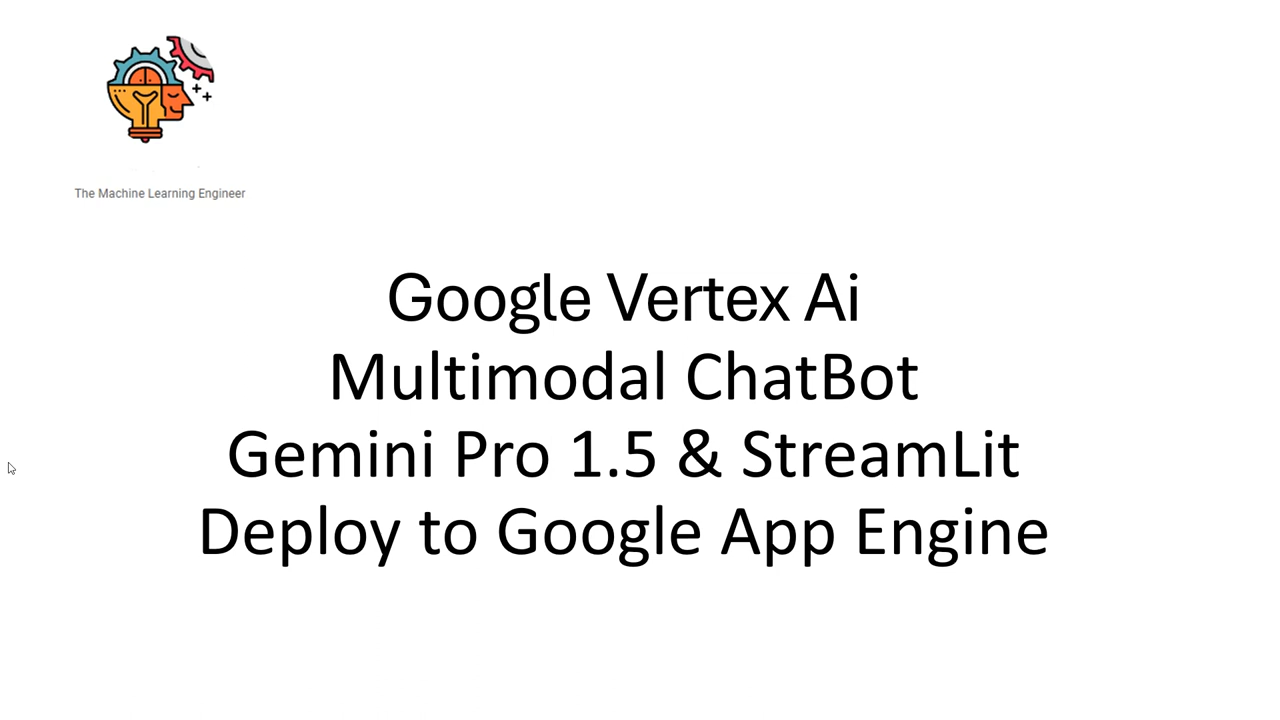 The Machine Learning Engineer
Google Vertex Ai
Multimodal ChatBot
Gemini Pro 1.5 & StreamLit
Deploy to Google App Engine